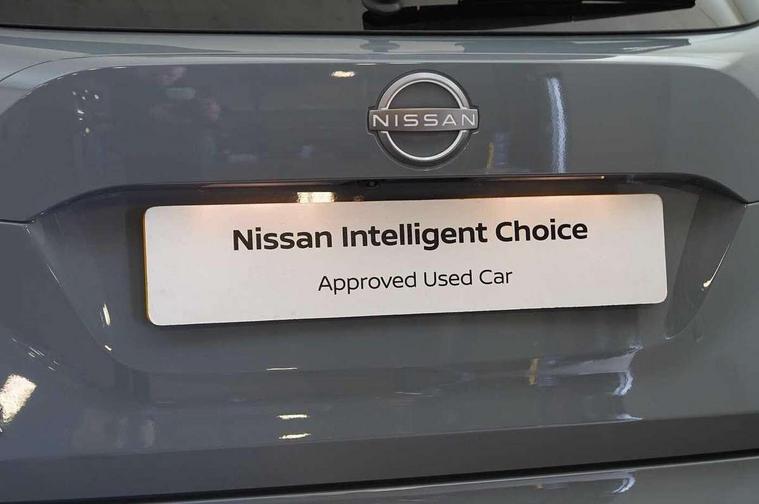 NISSAN
Nissan Intelligent Choice
Approved Used Car